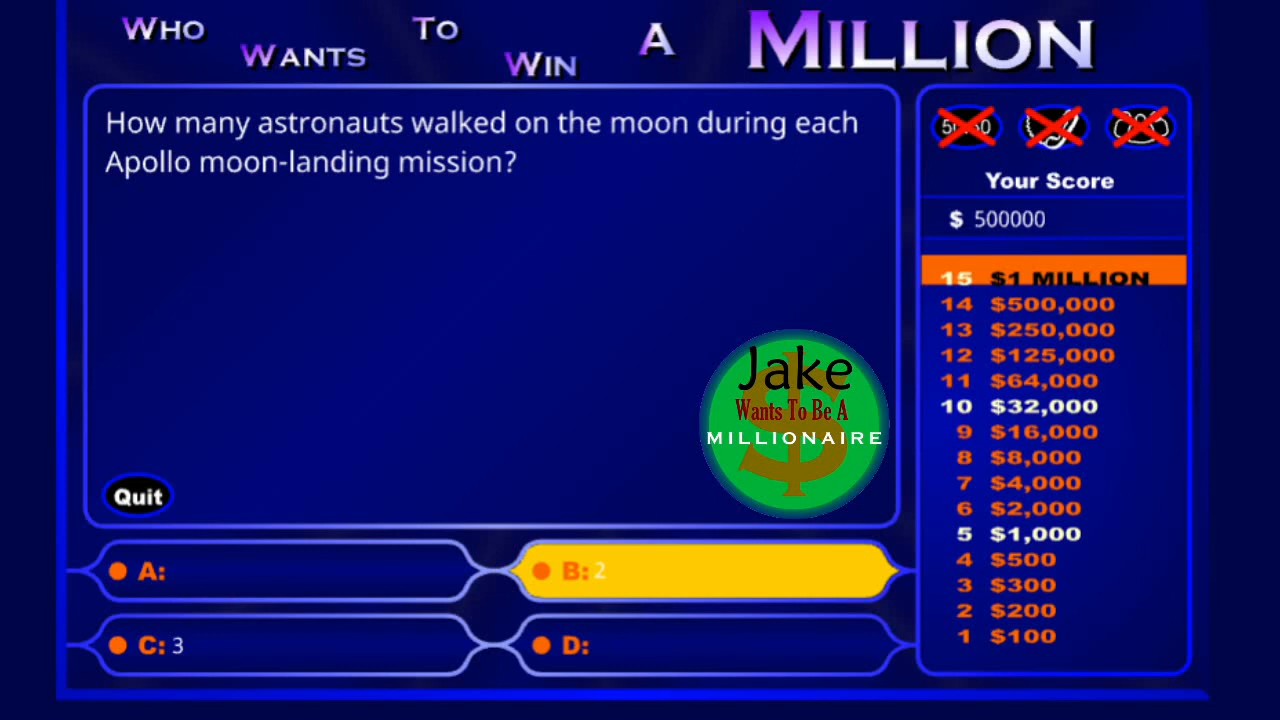 WHO WANTS TO WIN A MILLION
How many astronauts walked on the moon during each
Apollo moon-landing mission?
Quit
Jake
Wants To Be A
MILLIONAIRE
A:
B: 2
C: 3
D:
50:50
Your Score
$ 500000
15 $1 MILLION
14 $500,000
13 $250,000
12 $125,000
11 $64,000
10 $32,000
9 $16,000
8 $8,000
7 $4,000
6 $2,000
5 $1,000
4 $500
3 $300
2 $200
1 $100